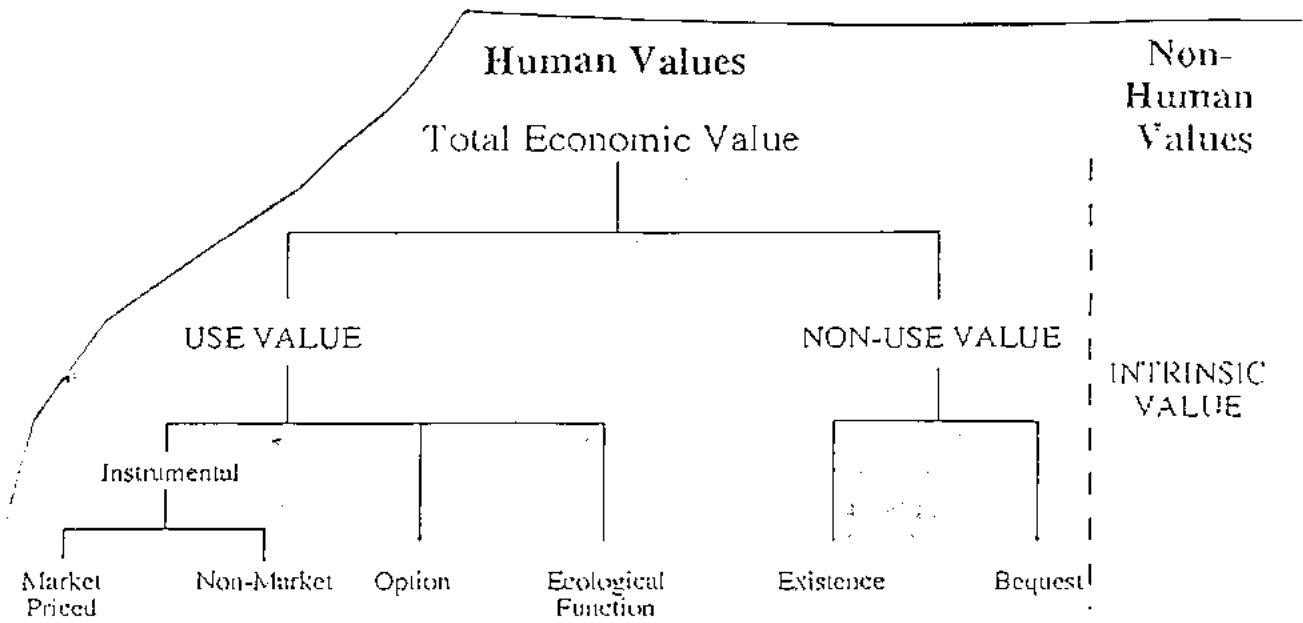 Human Values
Non-
Human
Values
Total Economic Value
USE VALUE
NON-USE VALUE
INTRINSIC
VALUE
Instrumental
Market
Priced
Non-Market
Option
Ecological
Function
Existence
Bequest